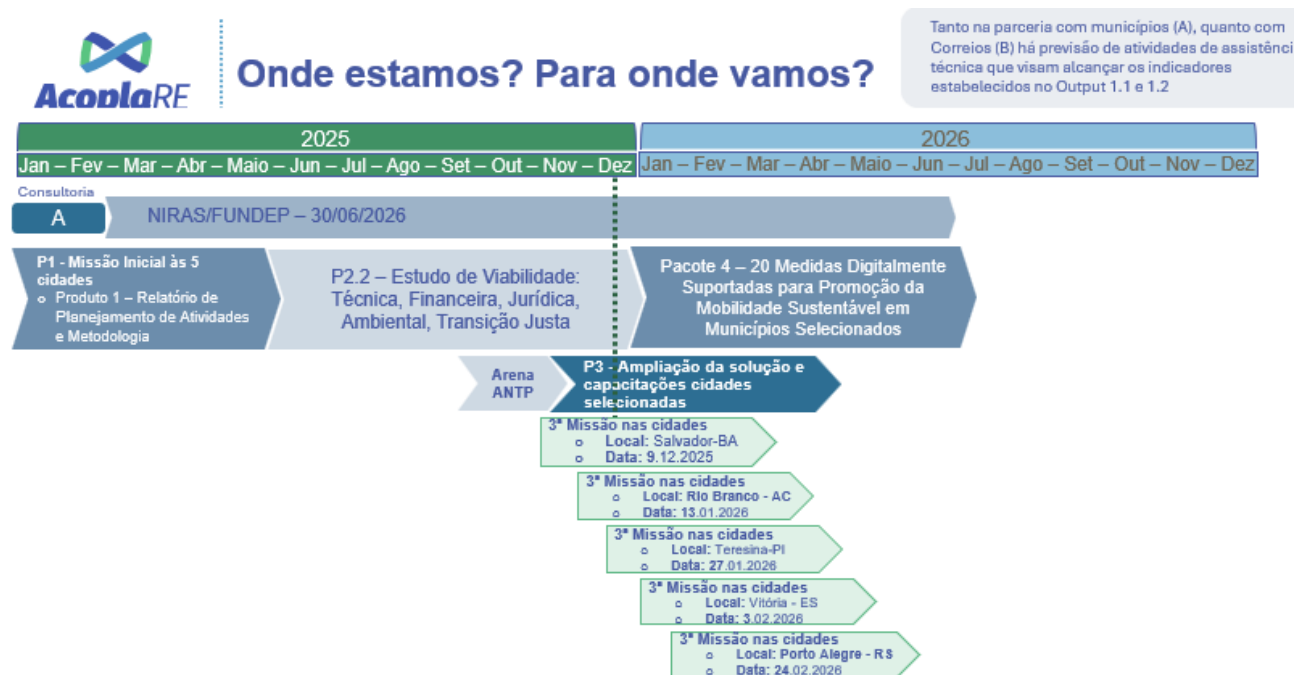 AcoplaRE
Onde estamos? Para onde vamos?
Tanto na parceria com municípios (A), quanto com
Correios (B) há previsão de atividades de assistênci
técnica que visam alcançar os indicadores
estabelecidos no Output 1.1 e 1.2
2025
2026
Jan – Fev – Mar – Abr – Maio – Jun – Jul – Ago – Set – Out – Nov – Dez
Jan – Fev – Mar – Abr – Maio – Jun – Jul – Ago – Set – Out – Nov – Dez
Consultoria
A
NIRAS/FUNDEP – 30/06/2026
P1 - Missão Inicial às 5
cidades
o Produto 1 – Relatório de
Planejamento de Atividades
e Metodologia
P2.2 – Estudo de Viabilidade:
Técnica, Financeira, Jurídica,
Ambiental, Transição Justa
Pacote 4 – 20 Medidas Digitalmente
Suportadas para Promoção da
Mobilidade Sustentável em
Municípios Selecionados
Arena
ANTP
P3 - Ampliação da solução e
capacitações cidades
selecionadas
3ª Missão nas cidades
o Local: Salvador-BA
o Data: 9.12.2025
3ª Missão nas cidades
o Local: Rio Branco - AC
o Data: 13.01.2026
3ª Missão nas cidades
o Local: Teresina-PI
o Data: 27.01.2026
3ª Missão nas cidades
o Local: Vitória - ES
o Data: 3.02.2026
3ª Missão nas cidades
o Local: Porto Alegre - RS
o Data: 24.02.2026